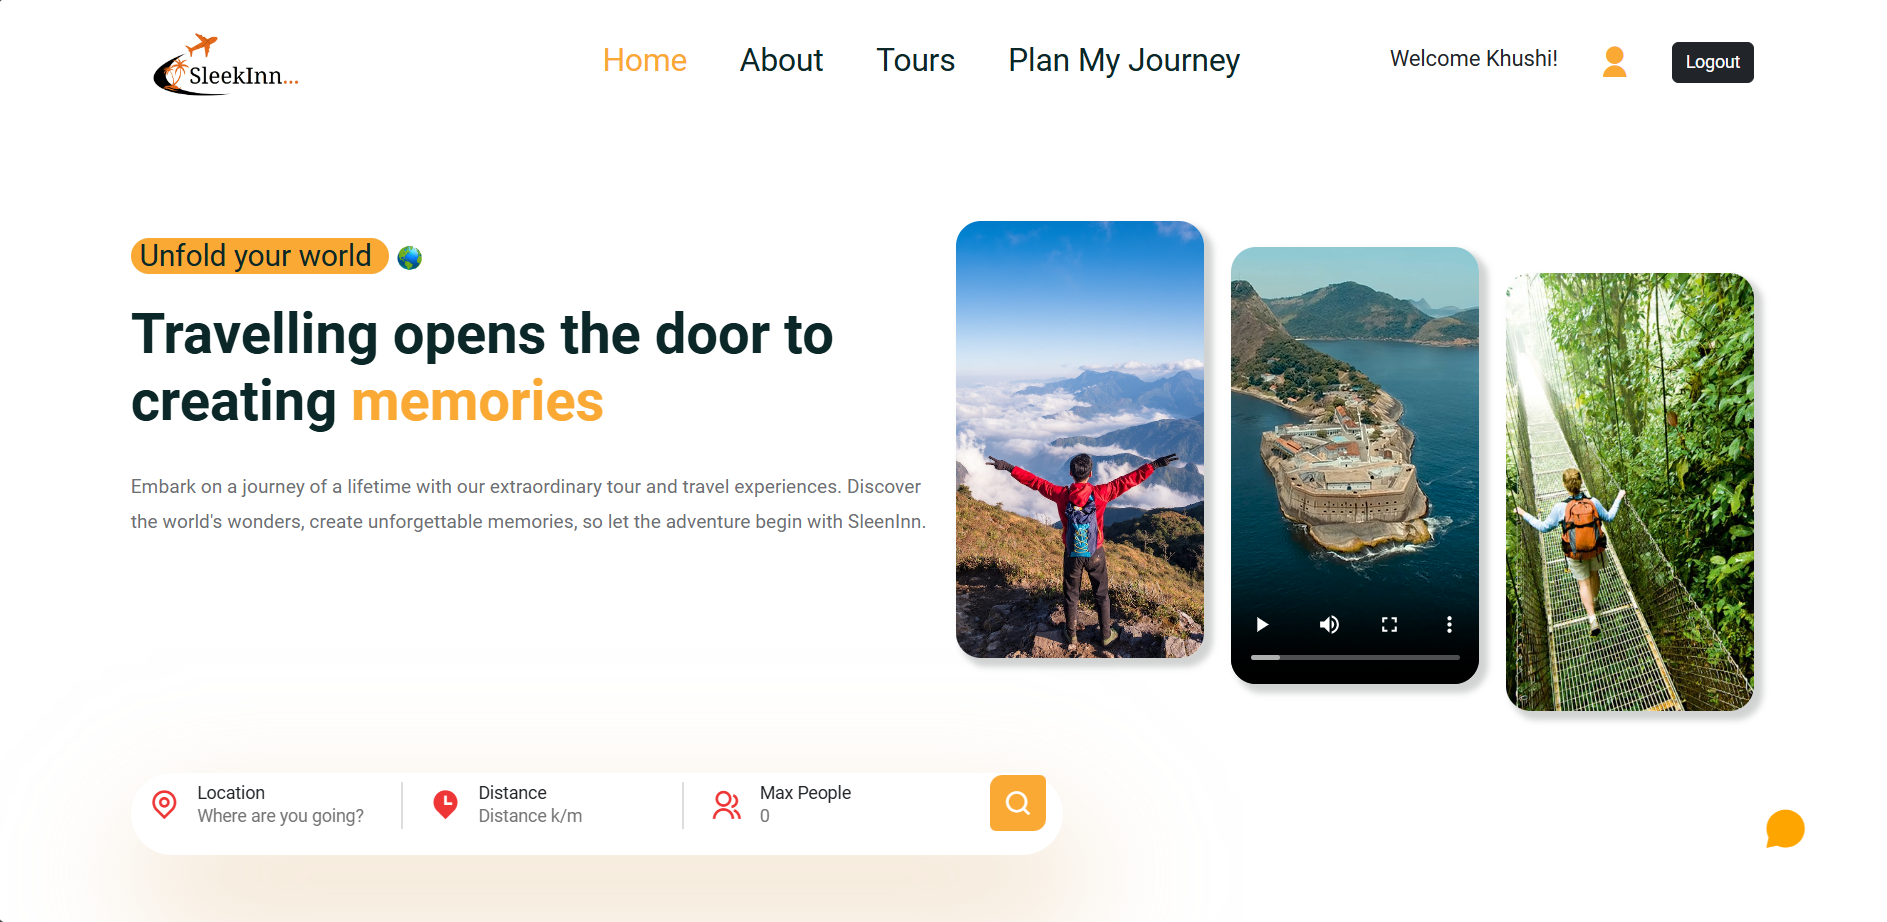 SleekInn...
Home About Tours Plan My Journey
Welcome Khushi!
Logout
Unfold your world
Travelling opens the door to
creating memories
Embark on a journey of a lifetime with our extraordinary tour and travel experiences. Discover
the world's wonders, create unforgettable memories, so let the adventure begin with SleenInn.
Location
Where are you going?
Distance
Distance k/m
Max People
0